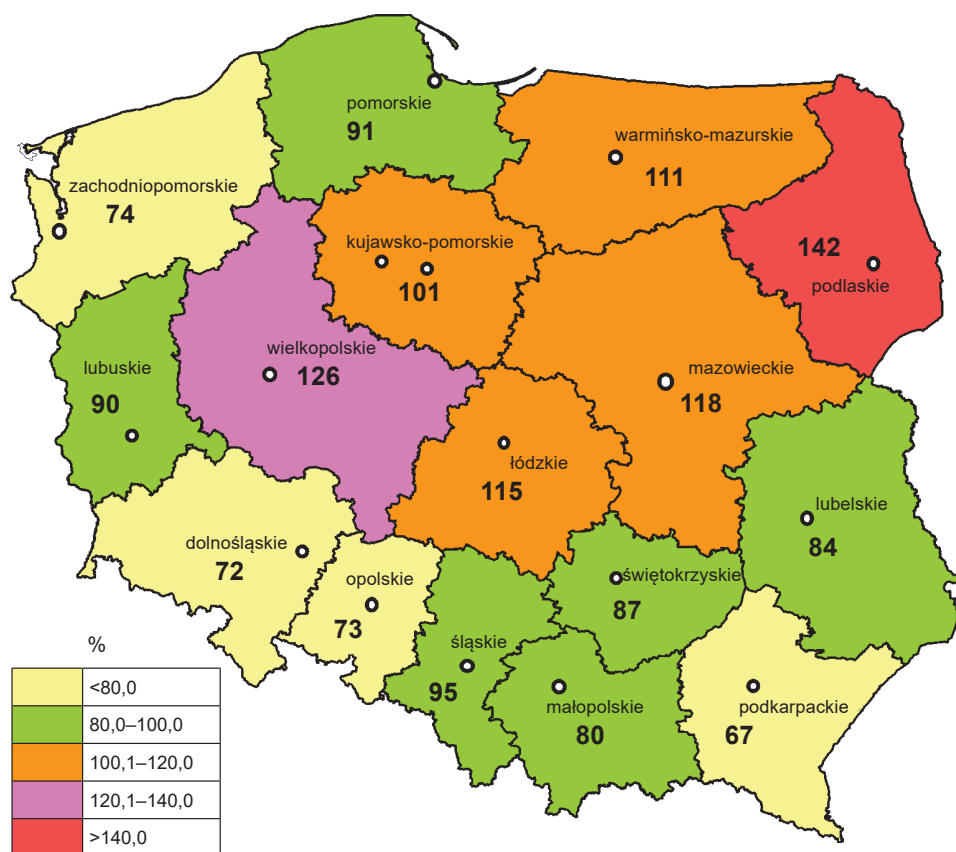 pomorskie
91
warmińsko-mazurskie
111
zachodniopomorskie
74
kujawsko-pomorskie
101
142
podlaskie
wielkopolskie
126
lubuskie
90
mazowieckie
118
łódzkie
115
lubelskie
84
dolnośląskie
72
opolskie
73
świętokrzyskie
87
śląskie
95
małopolskie
80
podkarpackie
67
%
<80,0
80,0–100,0
100,1–120,0
120,1–140,0
>140,0